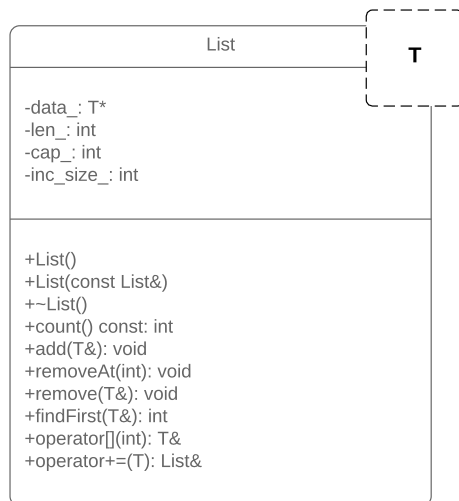 List
T
-data_: T*
-len_: int
-cap_: int
-inc_size_: int
+List()
+List(const List&)
+~List()
+count() const: int
+add(T&): void
+removeAt(int): void
+remove(T&): void
+findFirst(T&): int
+operator[](int): T&
+operator+=(T): List&